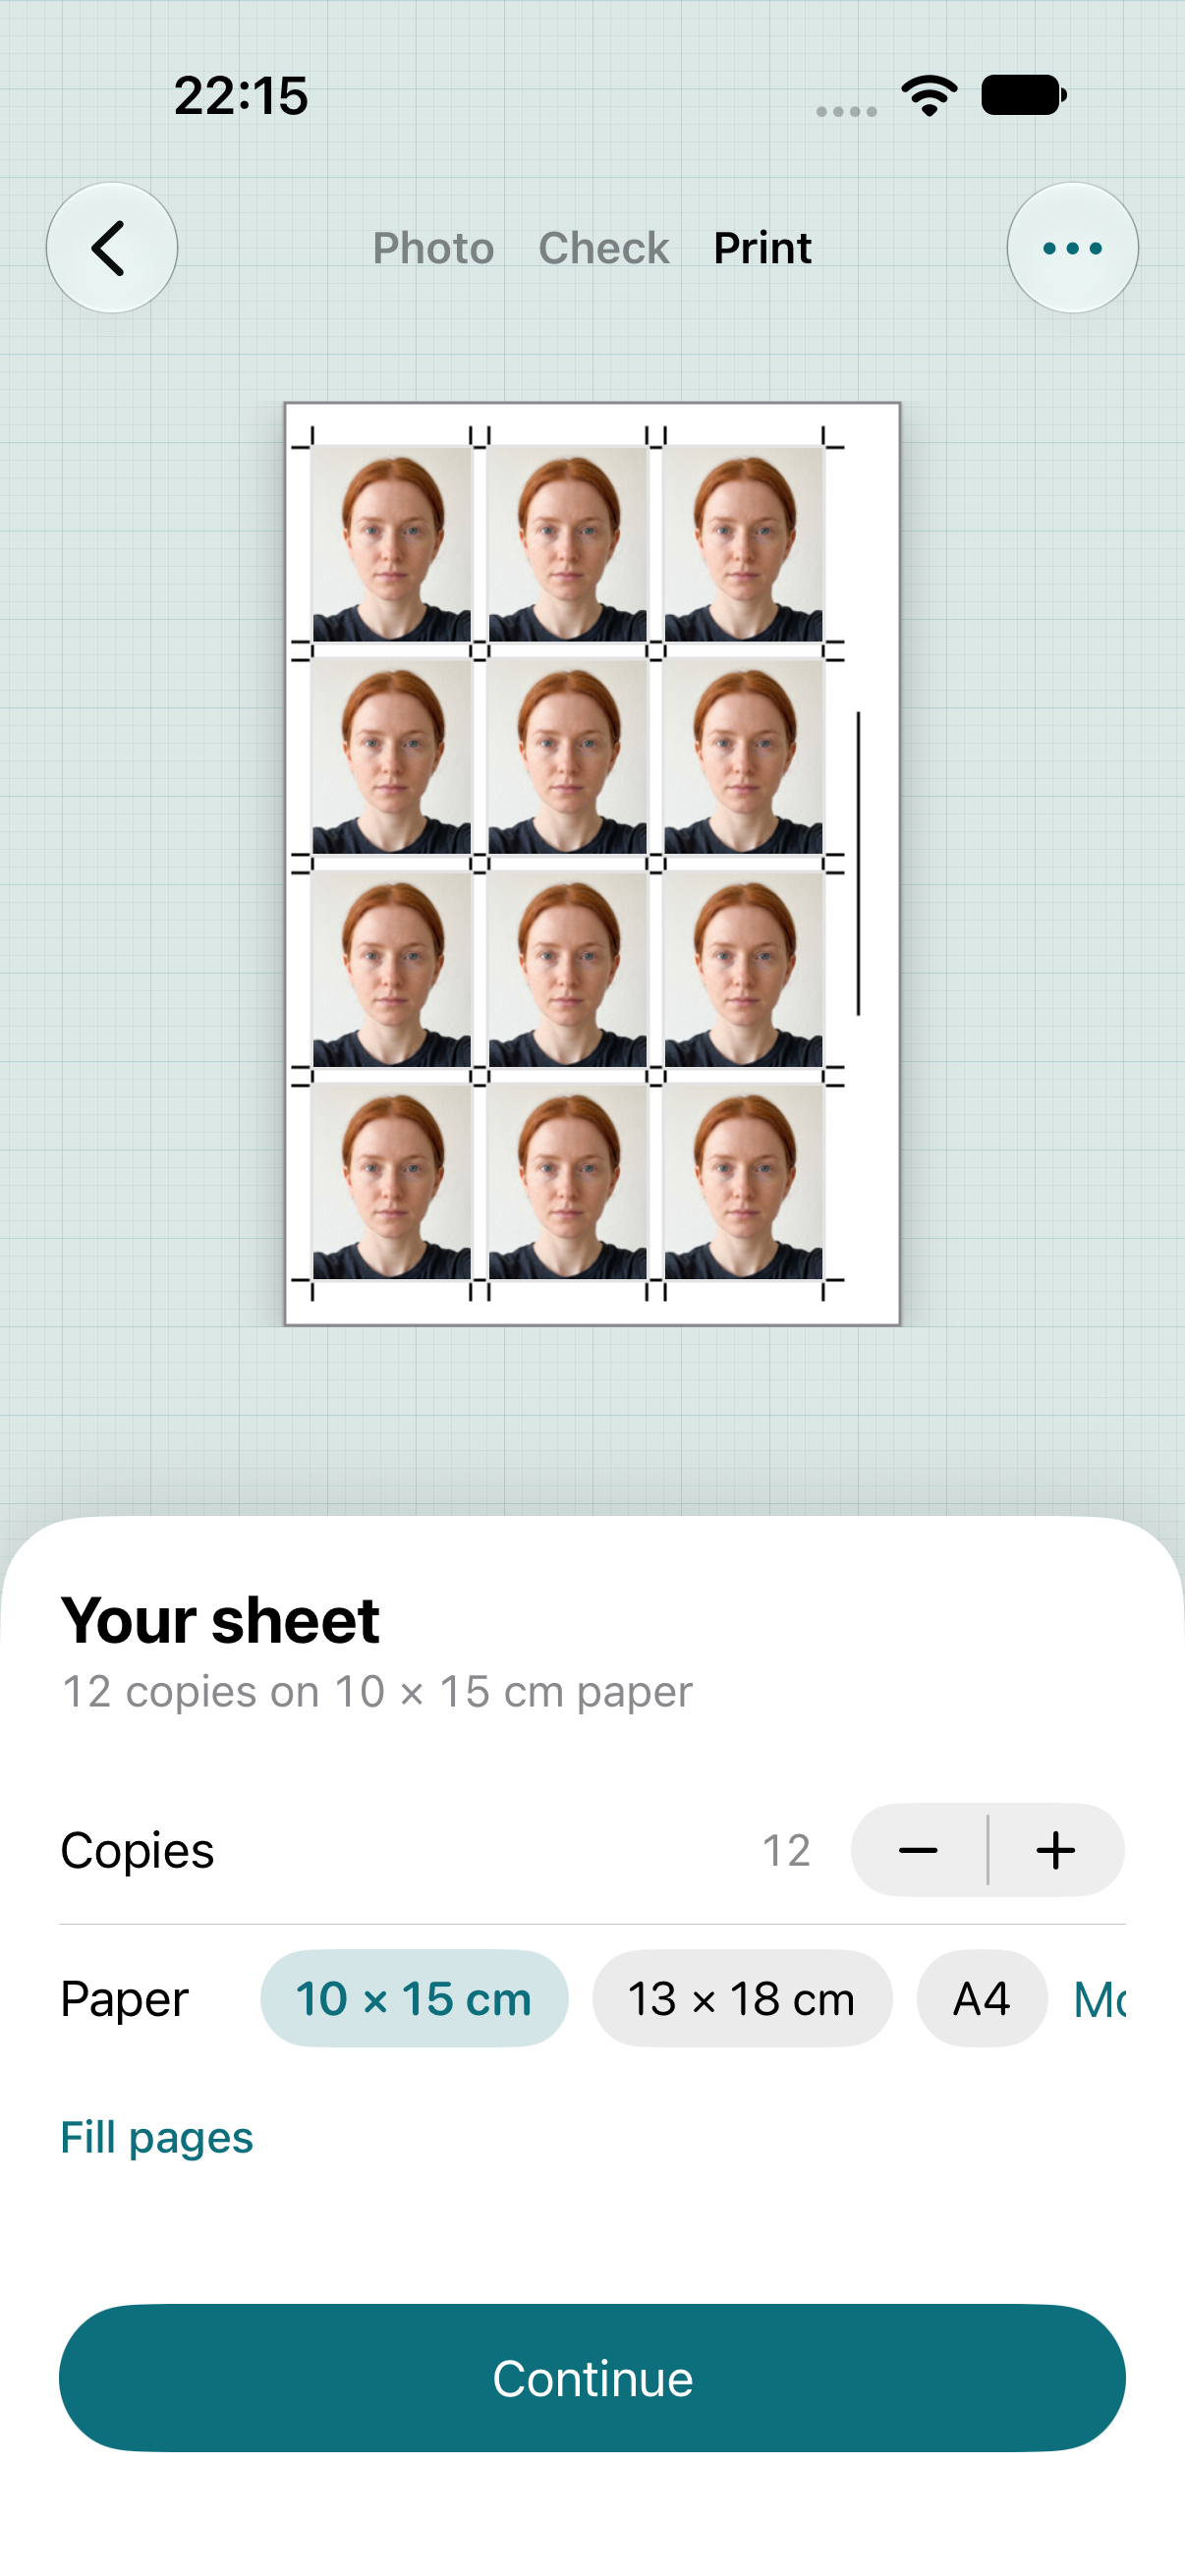 22:15
Photo Check Print
Your sheet
12 copies on 10 × 15 cm paper
Copies 12
Paper 10 × 15 cm 13 × 18 cm A4
Fill pages
Continue